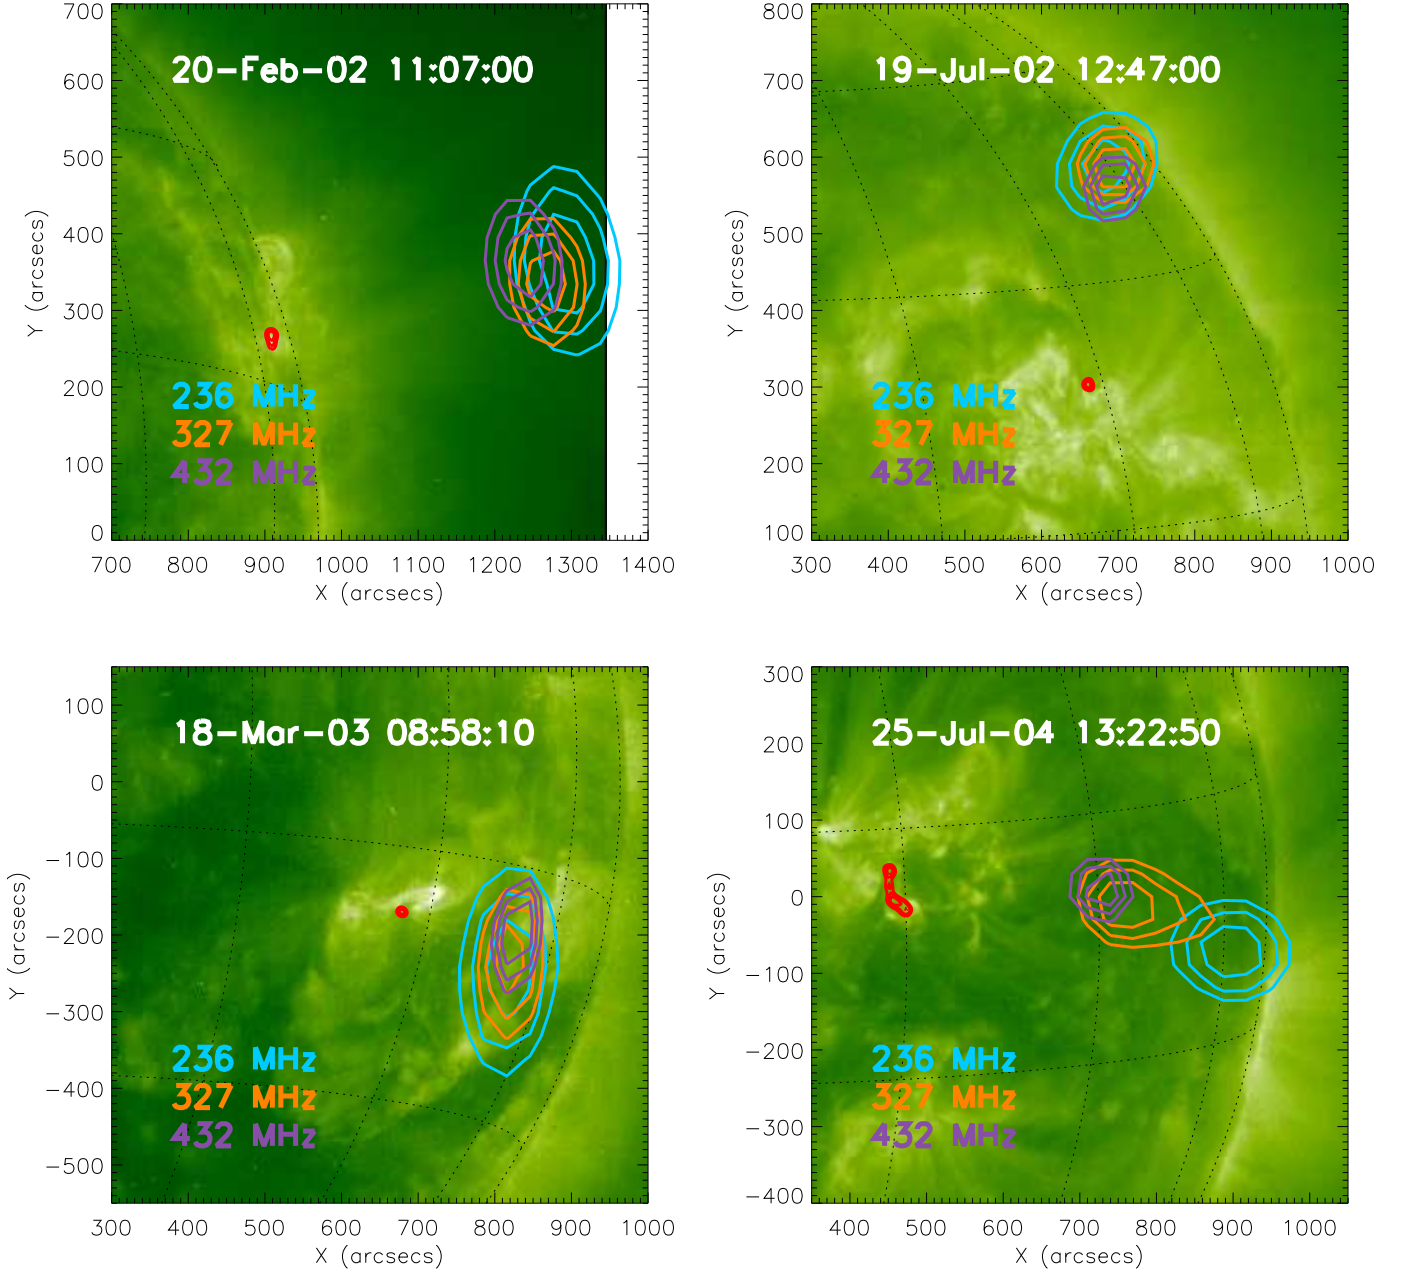 700
600
500
400
300
200
100
0
Y (arcsecs)
20-Feb-02 11:07:00
236 MHz
327 MHz
432 MHz
700 800 900 1000 1100 1200 1300 1400
X (arcsecs)
800
700
600
500
400
300
200
100
Y (arcsecs)
19-Jul-02 12:47:00
236 MHz
327 MHz
432 MHz
300 400 500 600 700 800 900 1000
X (arcsecs)
100
0
-100
-200
-300
-400
-500
Y (arcsecs)
18-Mar-03 08:58:10
236 MHz
327 MHz
432 MHz
300 400 500 600 700 800 900 1000
X (arcsecs)
300
200
100
0
-100
-200
-300
-400
Y (arcsecs)
25-Jul-04 13:22:50
236 MHz
327 MHz
432 MHz
400 500 600 700 800 900 1000
X (arcsecs)